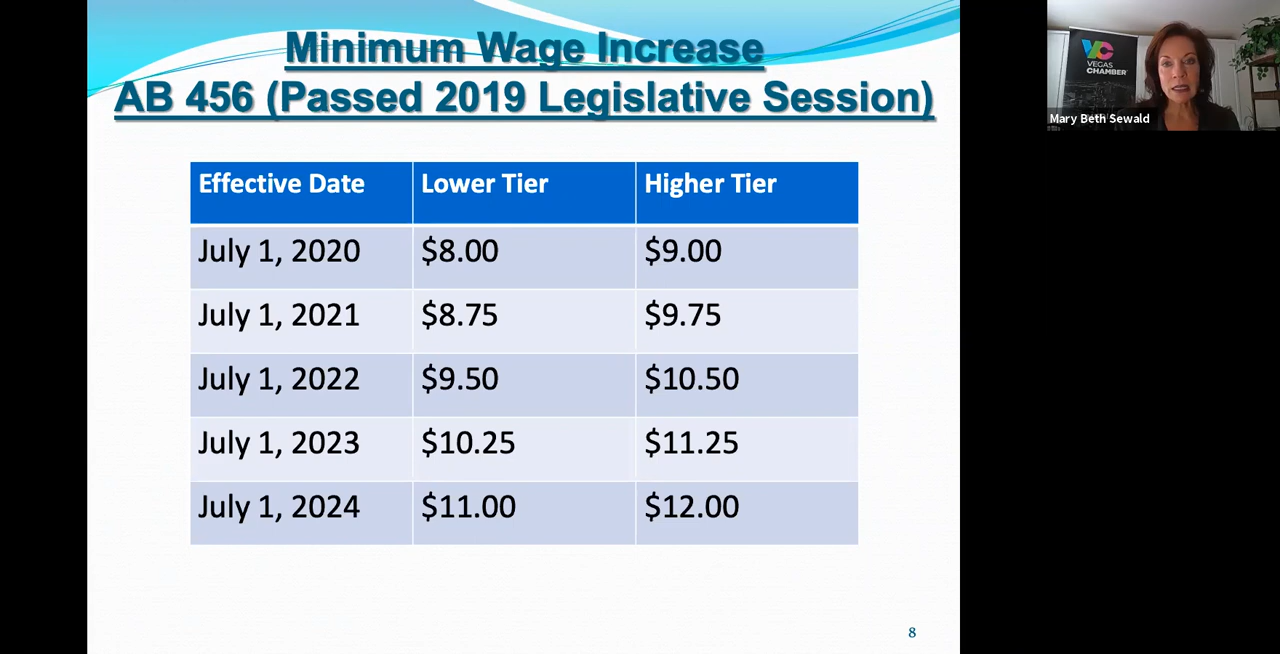 Minimum Wage Increase
AB 456 (Passed 2019 Legislative Session)
Effective Date Lower Tier Higher Tier
July 1, 2020 $8.00 $9.00
July 1, 2021 $8.75 $9.75
July 1, 2022 $9.50 $10.50
July 1, 2023 $10.25 $11.25
July 1, 2024 $11.00 $12.00
8
VC
VEGAS
CHAMBER
Mary Beth Sewald